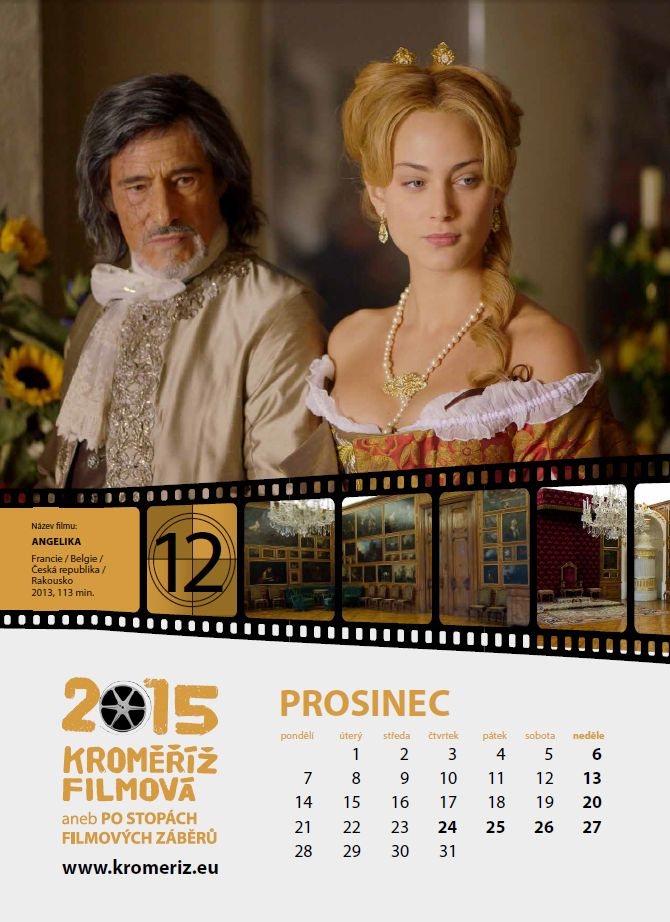 Název filmu:
ANGELIKA
Francie / Belgie /
Česká republika /
Rakousko
2013, 113 min.
12
2015
KROMĚŘÍŽ
FILMOVÁ
aneb PO STOPÁCH
FILMOVÝCH ZÁBĚRŮ
www.kromeriz.eu
PROSINEC
pondělí úterý středa čtvrtek pátek sobota neděle
1 2 3 4 5 6
7 8 9 10 11 12 13
14 15 16 17 18 19 20
21 22 23 24 25 26 27
28 29 30 31